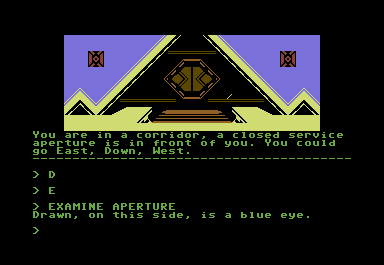 You are in a corridor, a closed service
aperture is in front of you. You could
go East, Down, West.
> D
> E
> EXAMINE APERTURE
Drawn, on this side, is a blue eye.
>